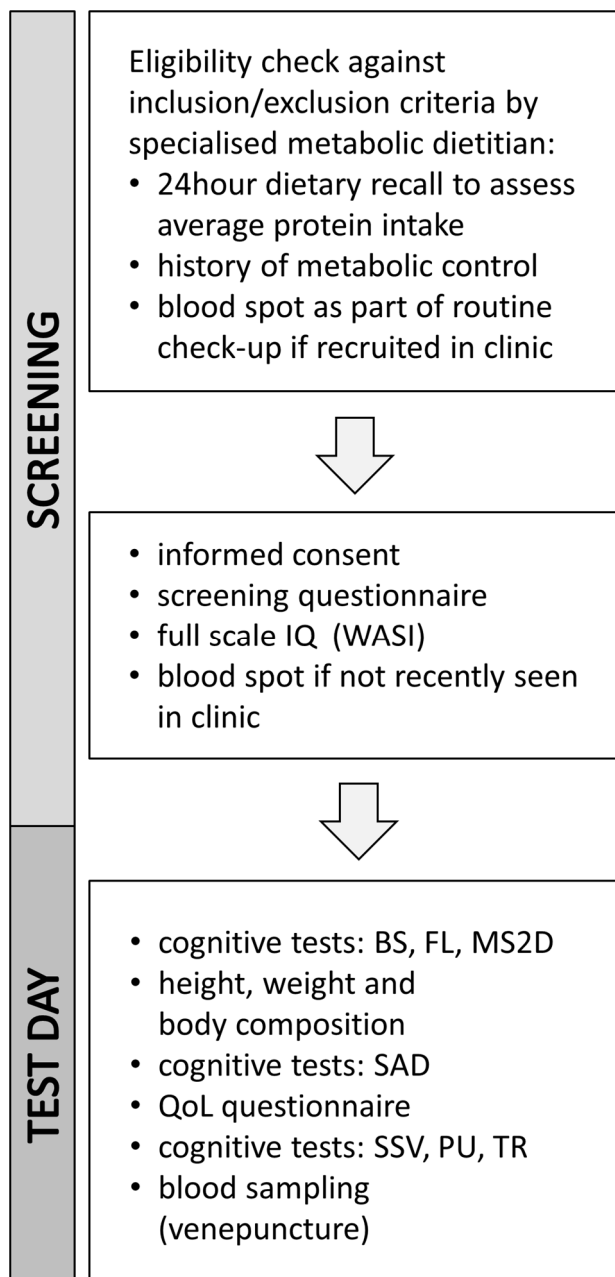 SCREENING
Eligibility check against
inclusion/exclusion criteria by
specialised metabolic dietitian:
• 24hour dietary recall to assess
average protein intake
• history of metabolic control
• blood spot as part of routine
check-up if recruited in clinic
• informed consent
• screening questionnaire
• full scale IQ (WASI)
• blood spot if not recently seen
in clinic
TEST DAY
• cognitive tests: BS, FL, MS2D
• height, weight and
body composition
• cognitive tests: SAD
• QoL questionnaire
• cognitive tests: SSV, PU, TR
• blood sampling
(venepuncture)